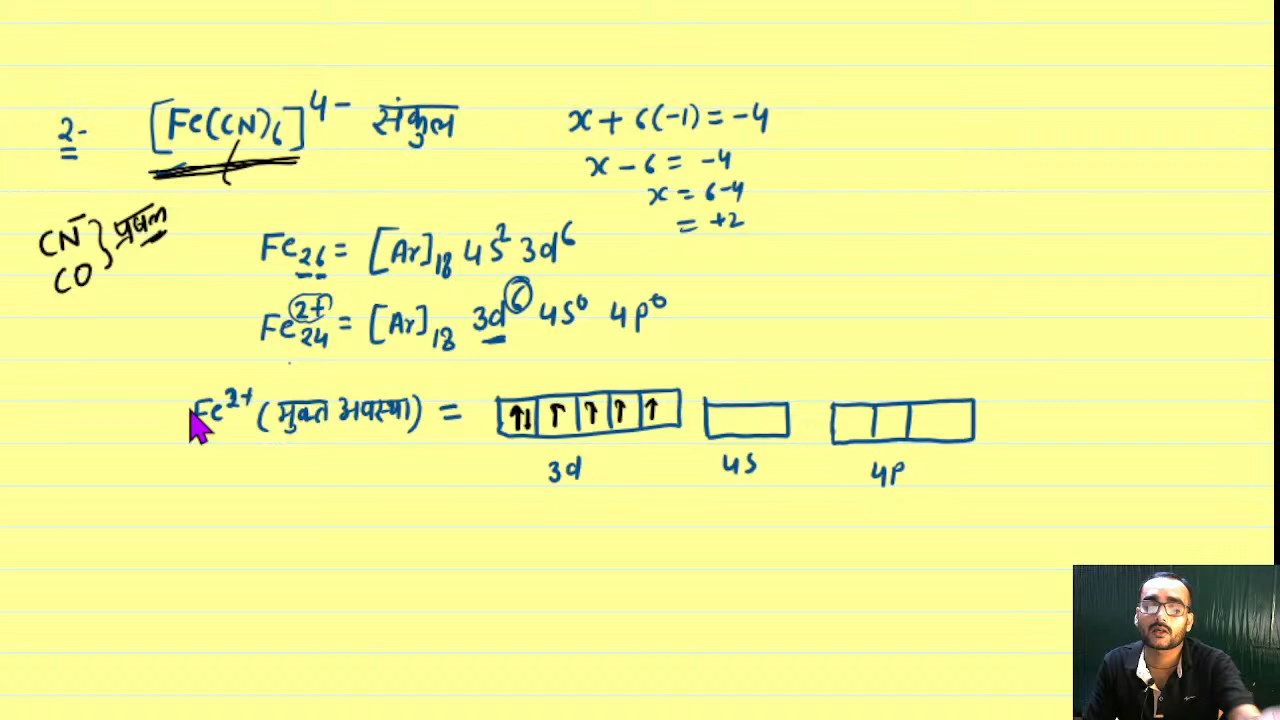 2- [Fe(CN)6]⁴⁻ संकुल
x + 6(-1) = -4
x - 6 = -4
x = 6-4
= +2
CN⁻ } प्रबल
CO
Fe₂₆ = [Ar]₁₈ 4s² 3d⁶
Fe²⁺₂₄ = [Ar]₁₈ 3d⁶ 4s⁰ 4p⁰
Fe²⁺ (मुक्त अवस्था) = ↑↓ ↑ ↑ ↑ ↑
3d 4s 4p